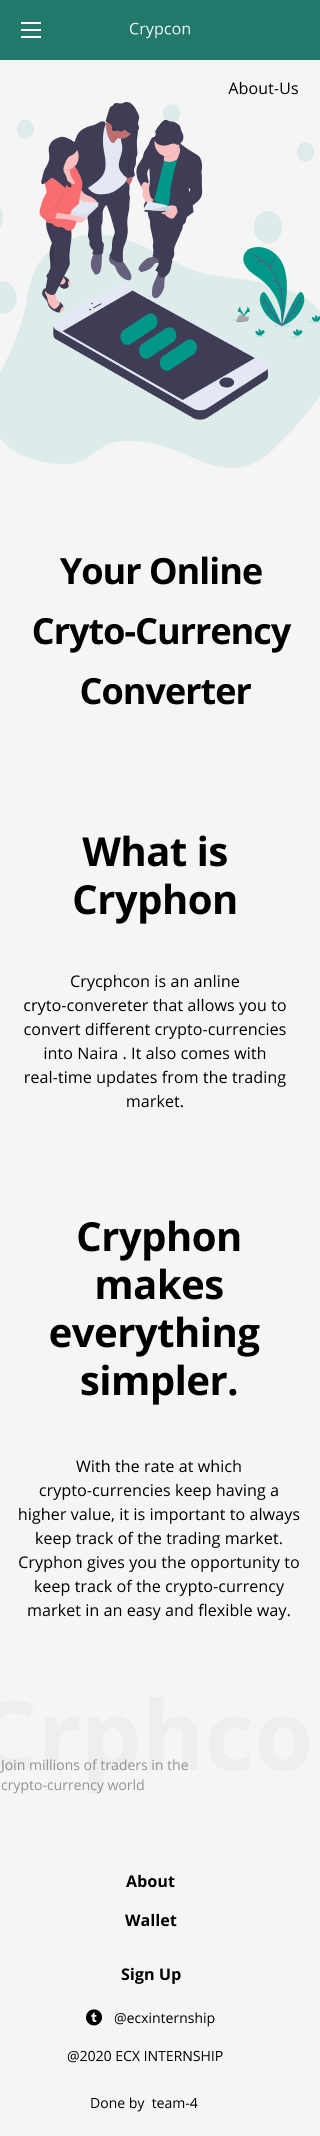 Crypcon
About-Us
Your Online
Cryto-Currency
Converter
What is
Cryphon
Crycphcon is an anline
cryto-convereter that allows you to
convert different crypto-currencies
into Naira . It also comes with
real-time updates from the trading
market.
Cryphon
makes
everything
simpler.
With the rate at which
crypto-currencies keep having a
higher value, it is important to always
keep track of the trading market.
Cryphon gives you the opportunity to
keep track of the crypto-currency
market in an easy and flexible way.
Crphco
Join millions of traders in the
crypto-currency world
About
Wallet
Sign Up
@ecxinternship
@2020 ECX INTERNSHIP
Done by team-4